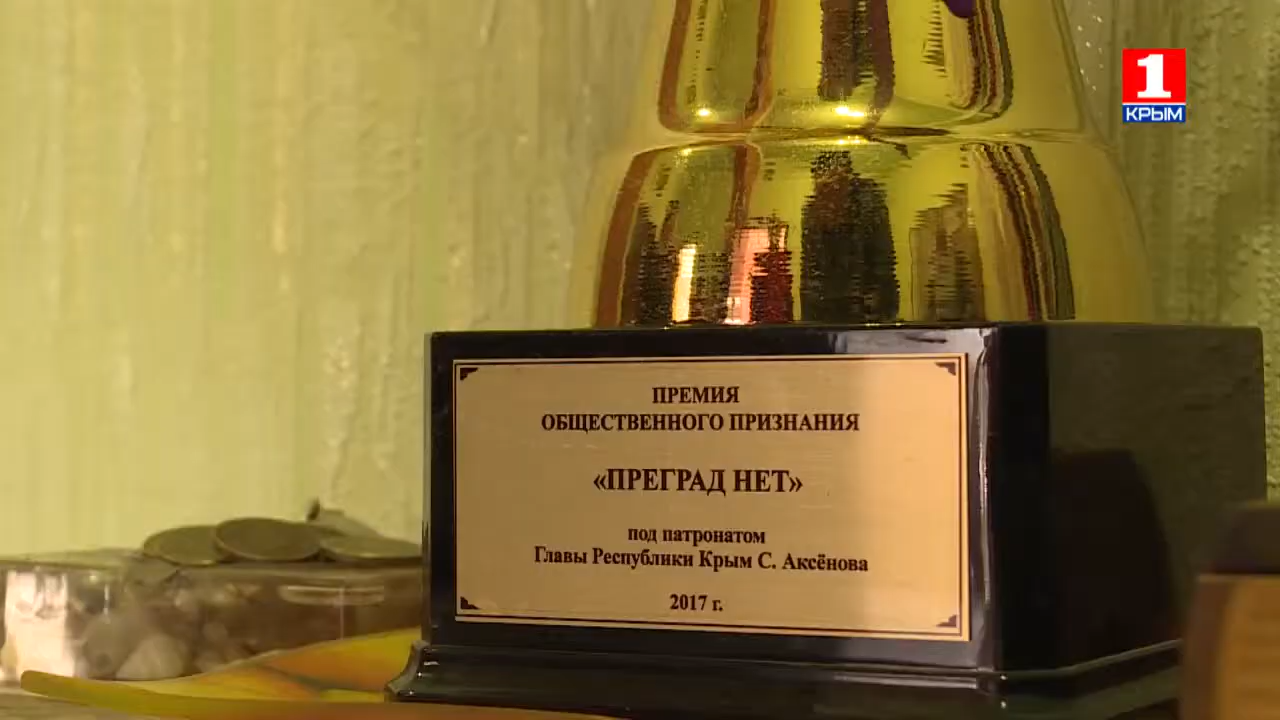 1
КРЫМ
ПРЕМИЯ
ОБЩЕСТВЕННОГО ПРИЗНАНИЯ
«ПРЕГРАД НЕТ»
под патронатом
Главы Республики Крым С. Аксёнова
2017 г.